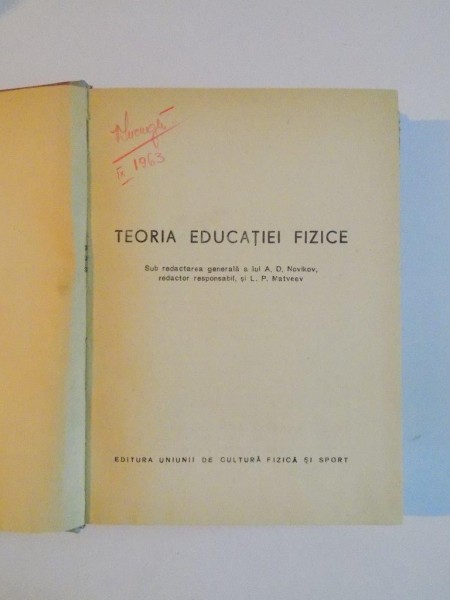 IX 1963
TEORIA EDUCAȚIEI FIZICE
Sub redactarea generală a lui A. D. Novikov,
redactor responsabil, și L. P. Matveev
EDITURA UNIUNII DE CULTURĂ FIZICĂ ȘI SPORT